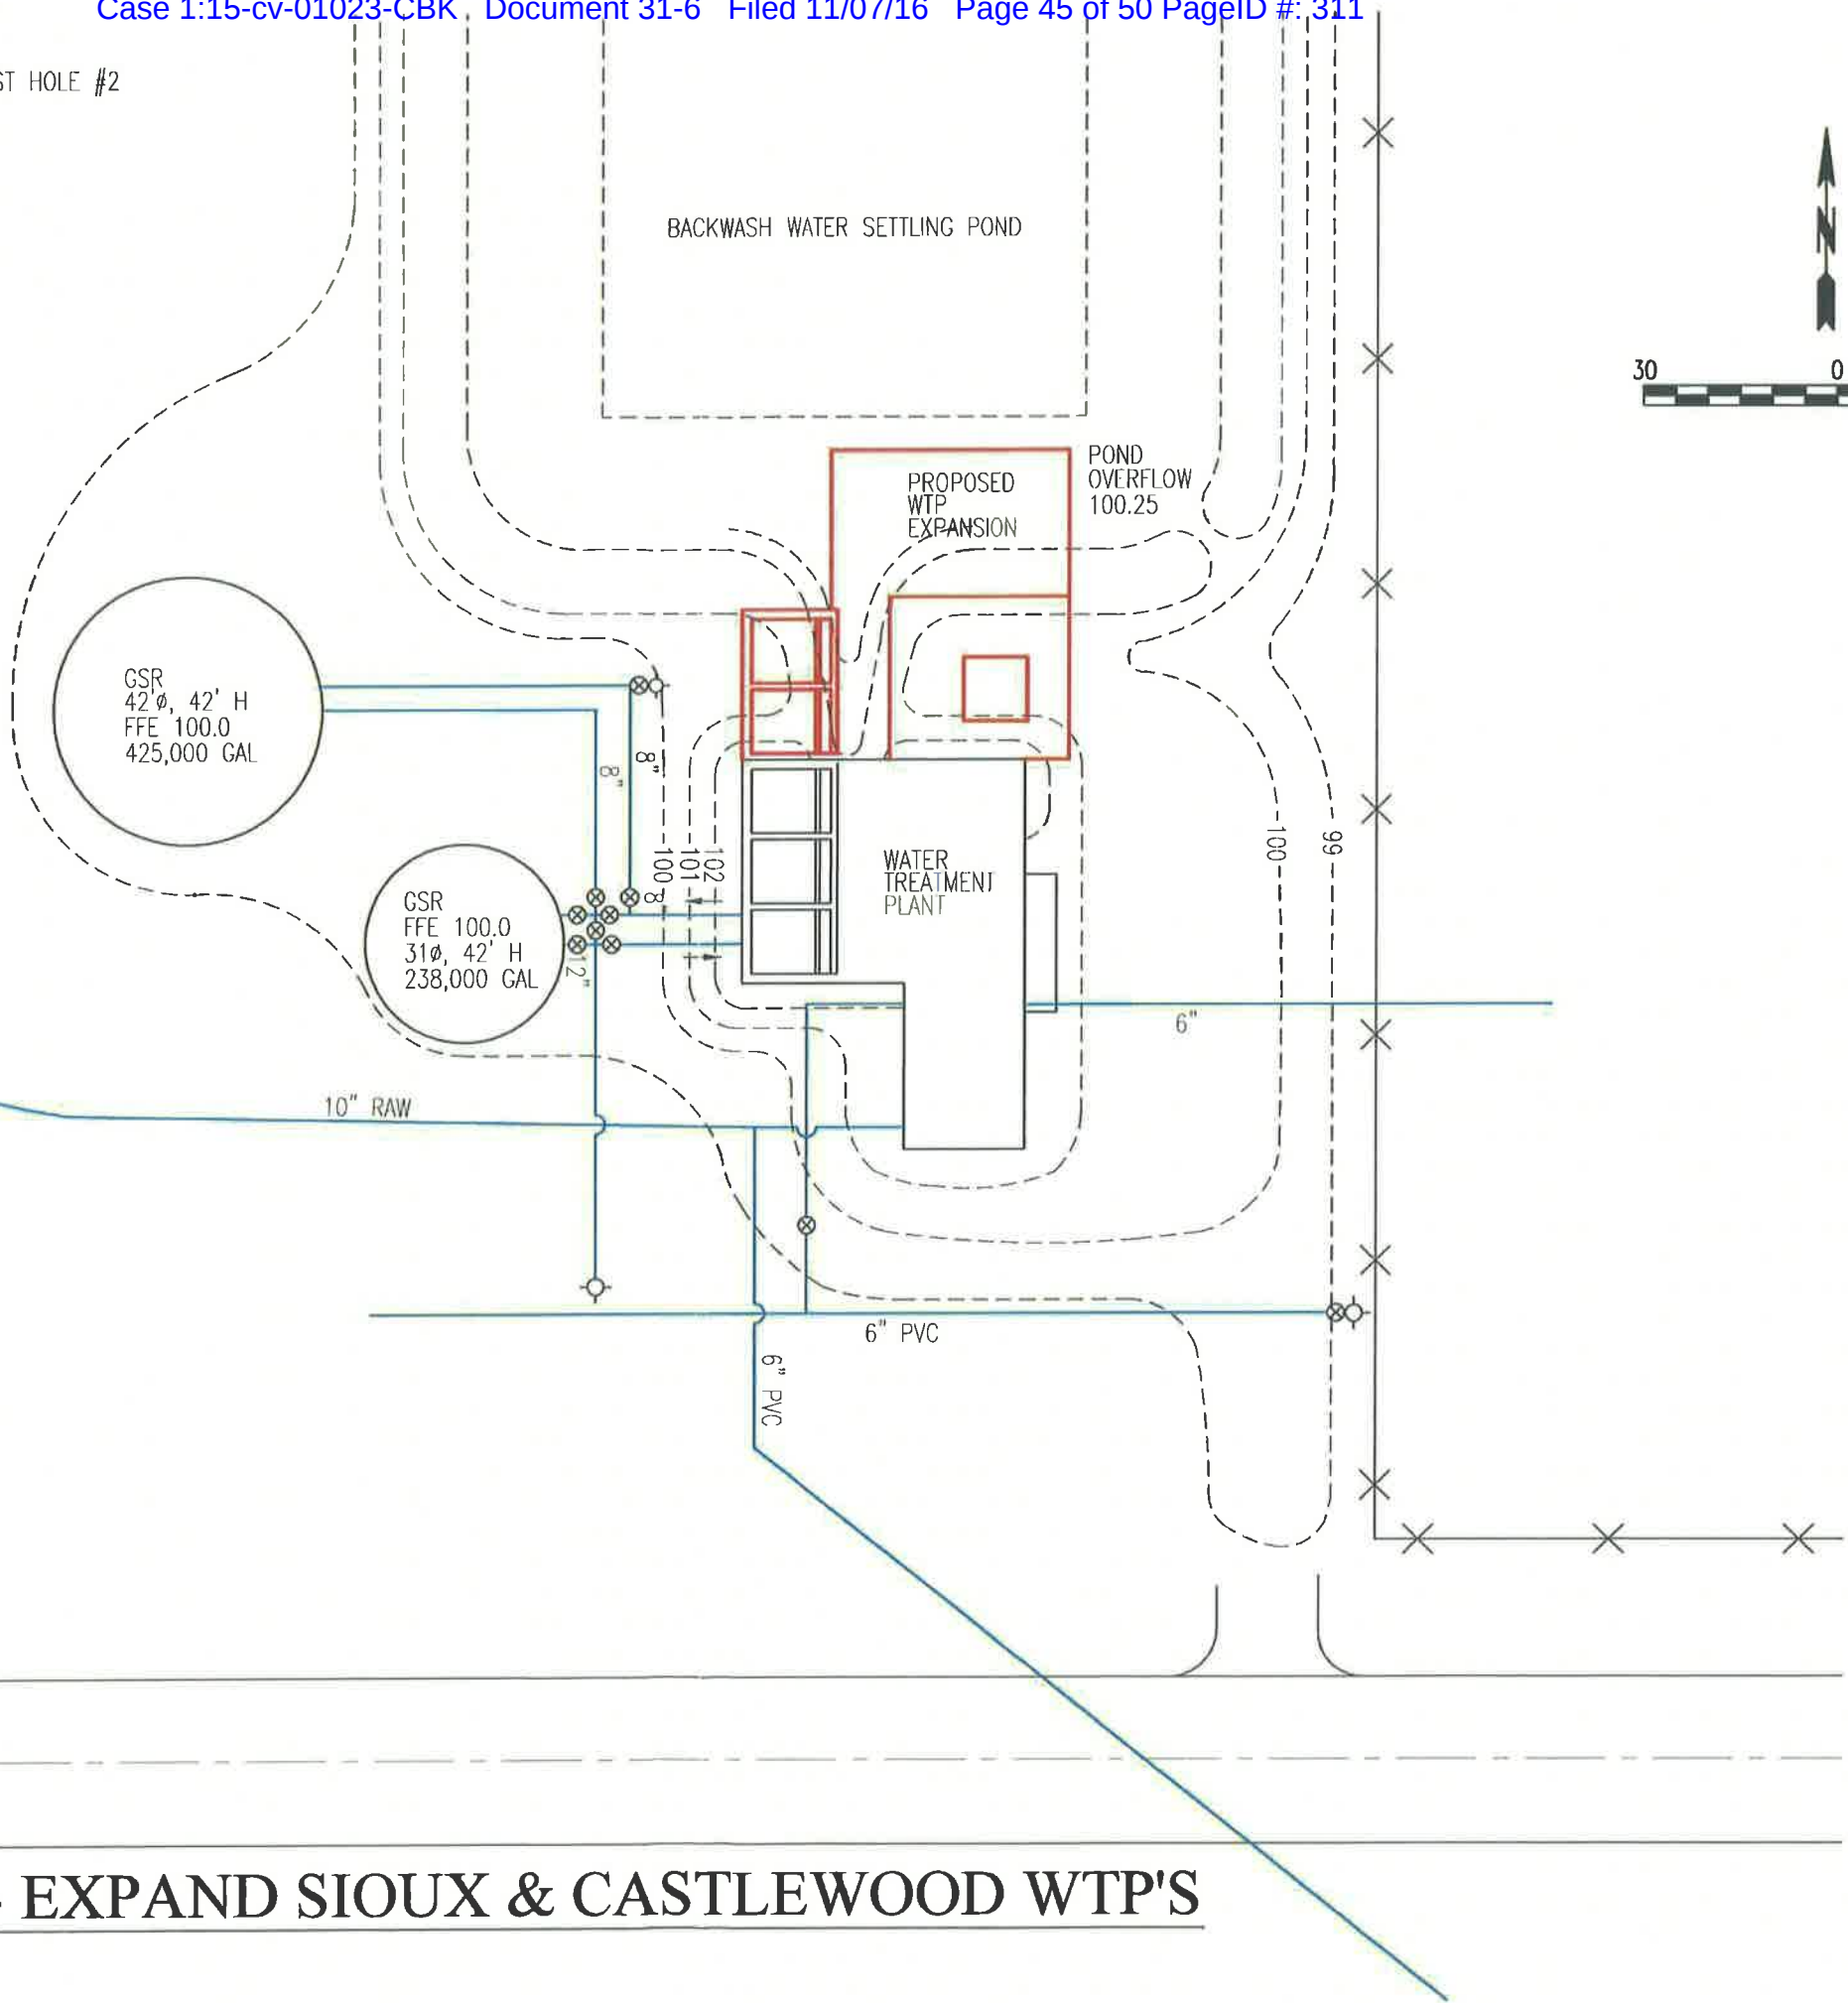 Case 1:15-cv-01023-CBK Document 31-6 Filed 11/07/16 Page 45 of 50 PageID #: 311
ST HOLE #2
BACKWASH WATER SETTLING POND
N
30 0
POND
OVERFLOW
100.25
PROPOSED
WTP
EXPANSION
GSR
42'ø, 42' H
FFE 100.0
425,000 GAL
8"
8"
100
101
102
8"
WATER
TREATMENT
PLANT
100
99
GSR
FFE 100.0
31ø, 42' H
238,000 GAL
12"
6"
10" RAW
6" PVC
6" PVC
EXPAND SIOUX & CASTLEWOOD WTP'S